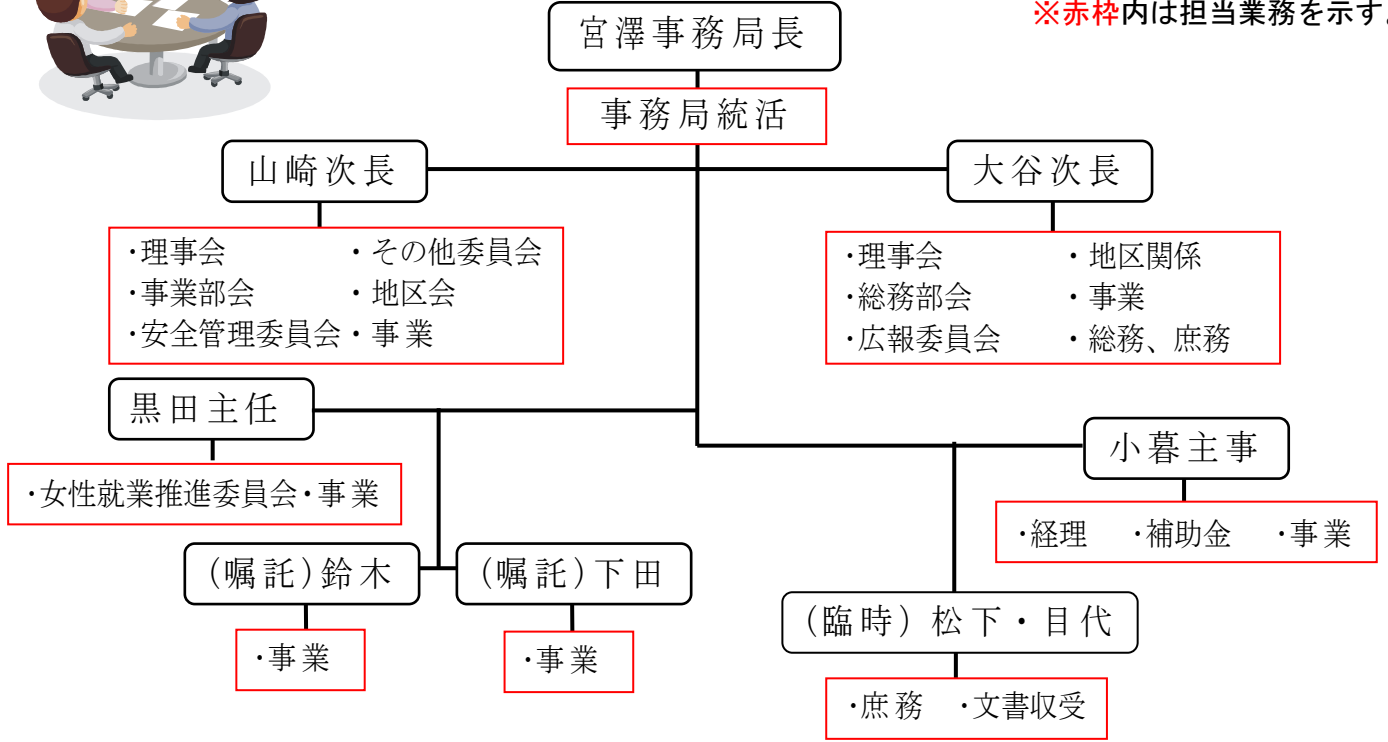 ※赤枠内は担当業務を示す。
宮澤事務局長
事務局統活
山崎次長
大谷次長
・理事会 ・その他委員会
・事業部会 ・地区会
・安全管理委員会・事業
・理事会 ・地区関係
・総務部会 ・事業
・広報委員会 ・総務、庶務
黒田主任
・女性就業推進委員会・事業
小暮主事
・経理 ・補助金 ・事業
(嘱託)鈴木
・事業
(嘱託)下田
・事業
(臨時)松下・目代
・庶務 ・文書収受